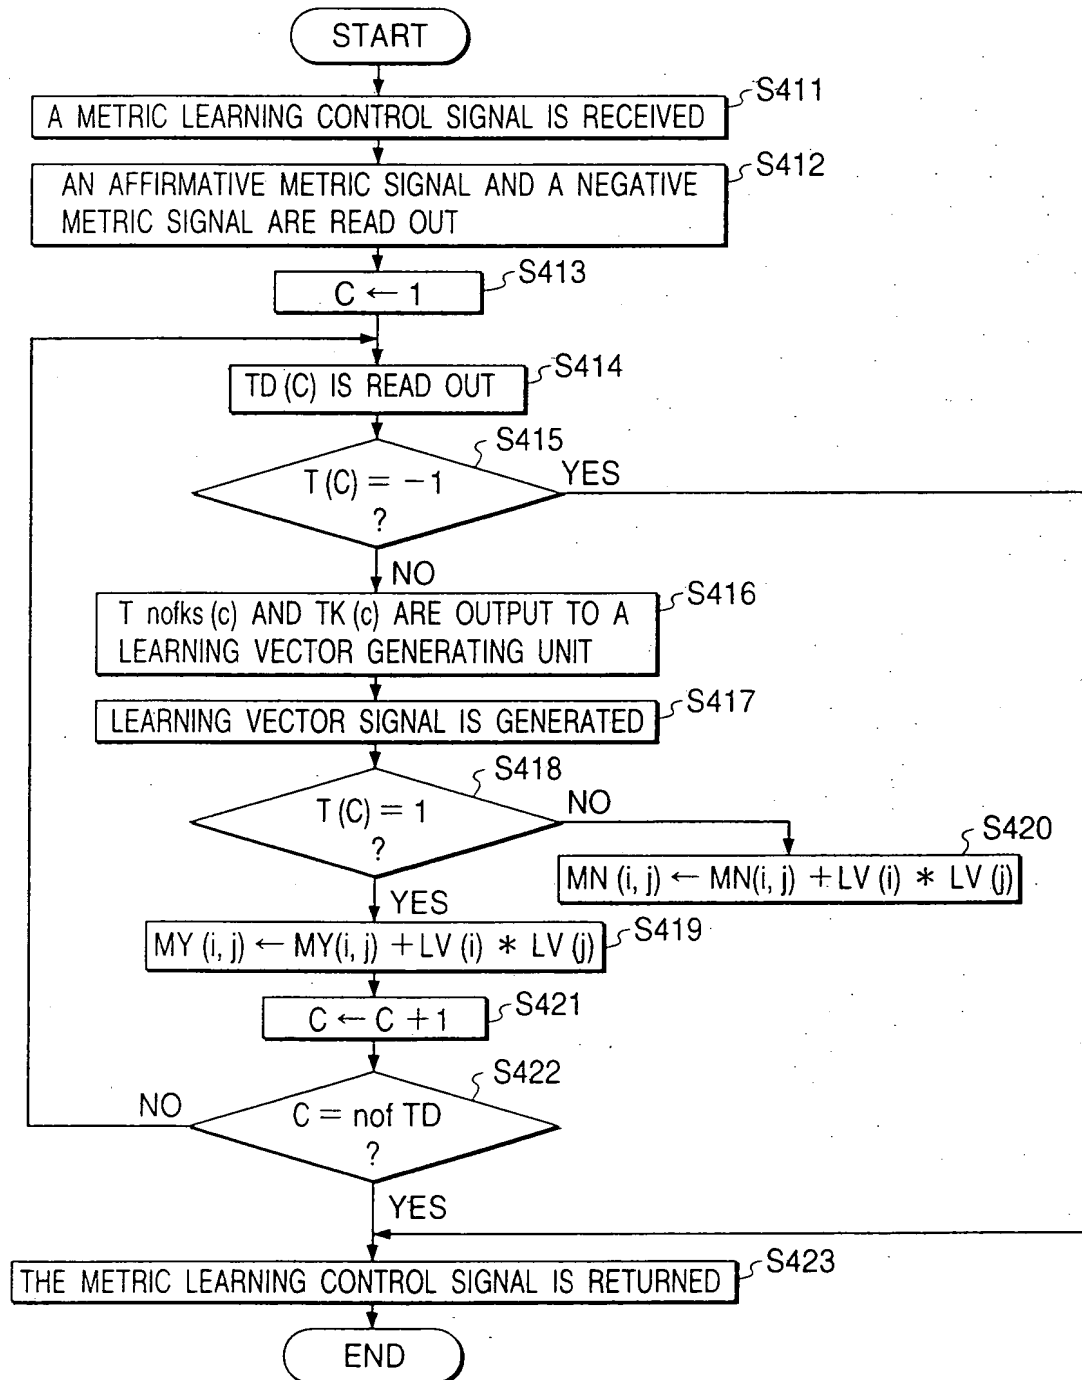 START
S411
A METRIC LEARNING CONTROL SIGNAL IS RECEIVED
S412
AN AFFIRMATIVE METRIC SIGNAL AND A NEGATIVE
METRIC SIGNAL ARE READ OUT
S413
C ← 1
S414
TD (C) IS READ OUT
S415
T (C) = −1
?
YES
NO
S416
T nofks (c) AND TK (c) ARE OUTPUT TO A
LEARNING VECTOR GENERATING UNIT
S417
LEARNING VECTOR SIGNAL IS GENERATED
S418
T (C) = 1
?
NO
S420
MN (i, j) ← MN(i, j) + LV (i) * LV (j)
YES
S419
MY (i, j) ← MY(i, j) + LV (i) * LV (j)
S421
C ← C + 1
S422
C = nof TD
?
NO
YES
S423
THE METRIC LEARNING CONTROL SIGNAL IS RETURNED
END